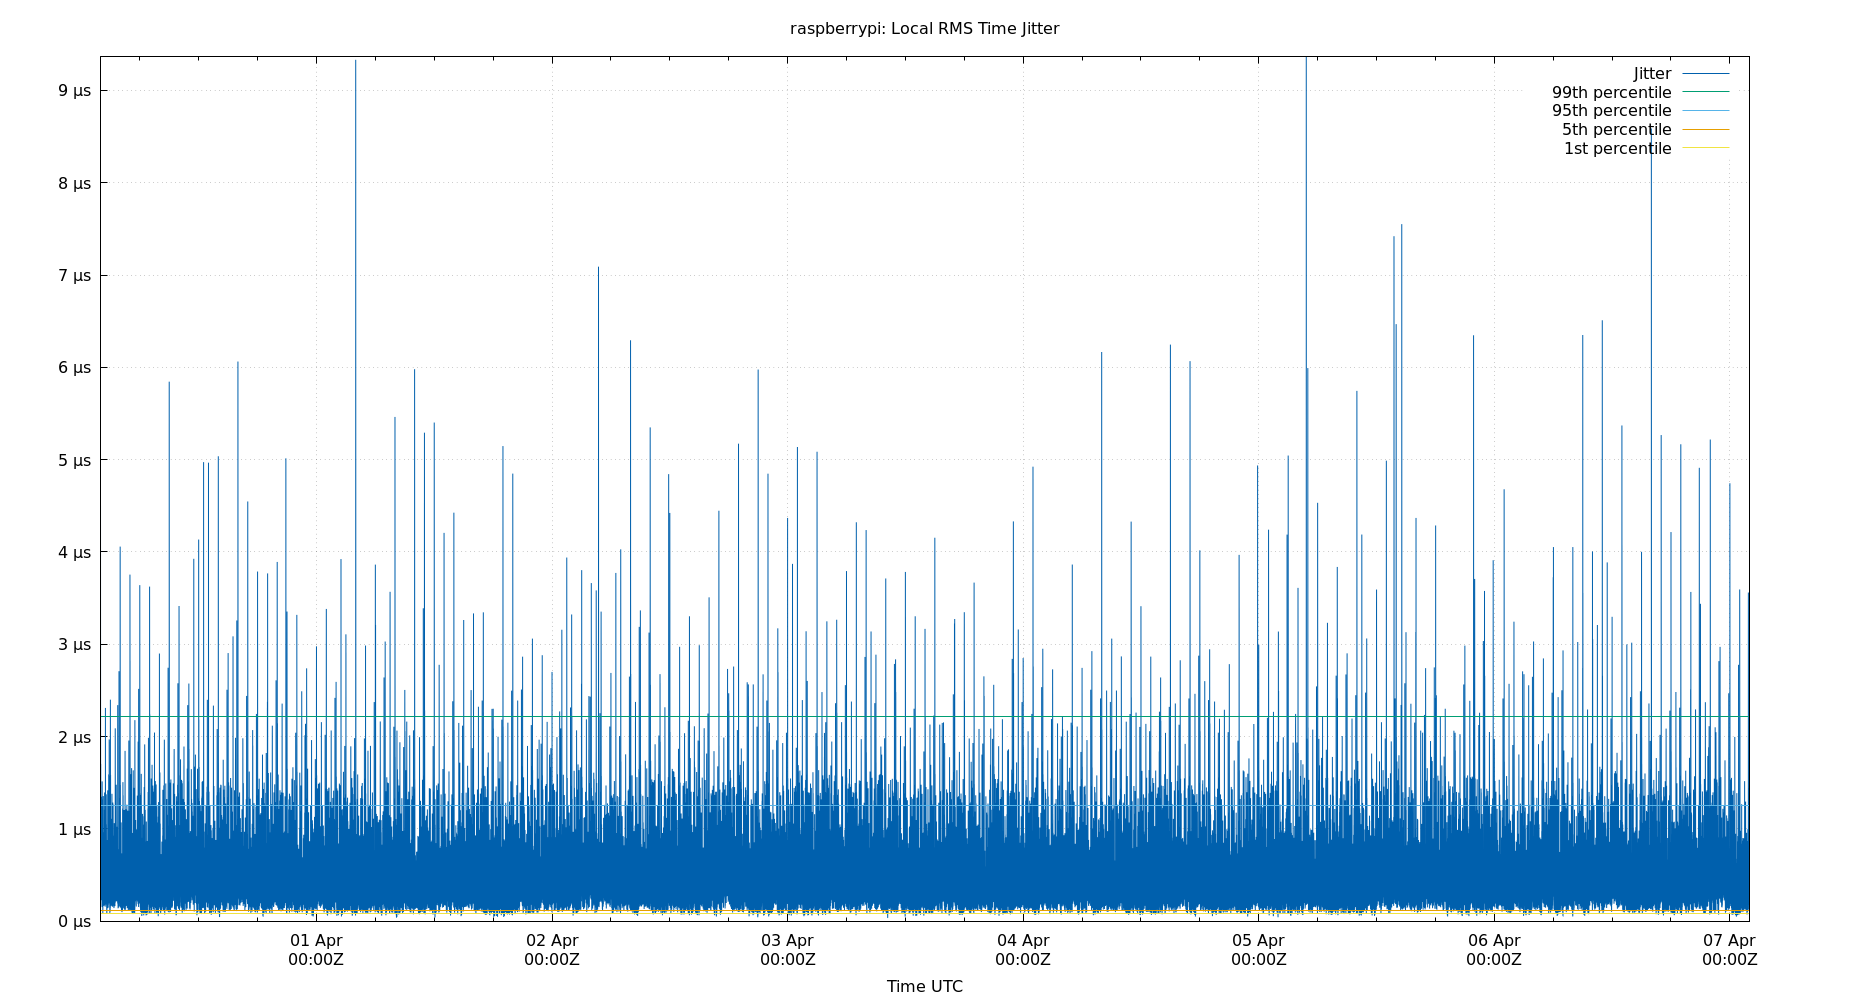 raspberrypi: Local RMS Time Jitter
Jitter
99th percentile
95th percentile
5th percentile
1st percentile
9 µs
8 µs
7 µs
6 µs
5 µs
4 µs
3 µs
2 µs
1 µs
0 µs
01 Apr 02 Apr 03 Apr 04 Apr 05 Apr 06 Apr 07 Apr
00:00Z 00:00Z 00:00Z 00:00Z 00:00Z 00:00Z 00:00Z
Time UTC